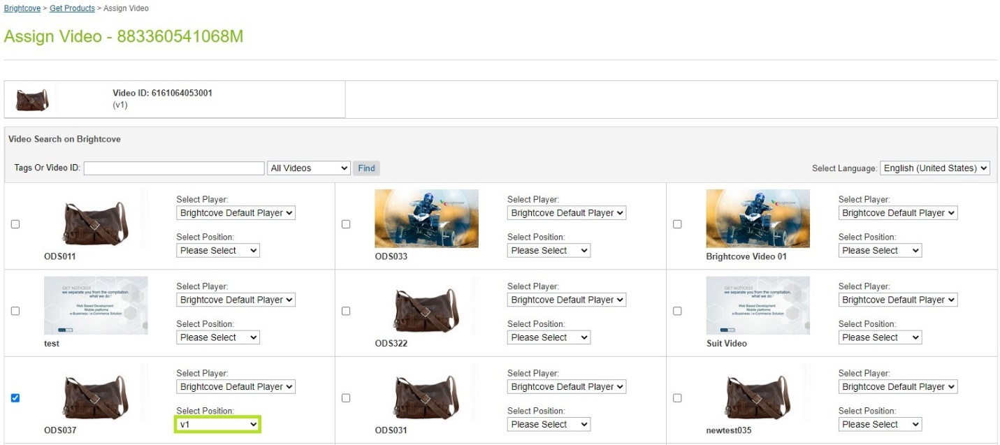 Brightcove > Get Products > Assign Video
Assign Video - 883360541068M
Video ID: 6161064053001
(v1)
Video Search on Brightcove
Tags Or Video ID: All Videos Find Select Language: English (United States)
Select Player:
Brightcove Default Player
Select Position:
Please Select
ODS011
brightcove
Select Player:
Brightcove Default Player
Select Position:
Please Select
ODS033
brightcove
Select Player:
Brightcove Default Player
Select Position:
Please Select
Brightcove Video 01
GET NOTICED!
we separate you from the compitation.
what we do?
Web Based Development
Mobile platforms
e-Bussiness / e-Commerce Solution
Select Player:
Brightcove Default Player
Select Position:
Please Select
test
Select Player:
Brightcove Default Player
Select Position:
Please Select
ODS322
GET NOTICED!
we separate you from the compitation.
what we do?
Web Based Development
Mobile platforms
e-Bussiness / e-Commerce Solution
Select Player:
Brightcove Default Player
Select Position:
Please Select
Suit Video
Select Player:
Brightcove Default Player
Select Position:
v1
ODS037
Select Player:
Brightcove Default Player
Select Position:
Please Select
ODS031
Select Player:
Brightcove Default Player
Select Position:
Please Select
newtest035